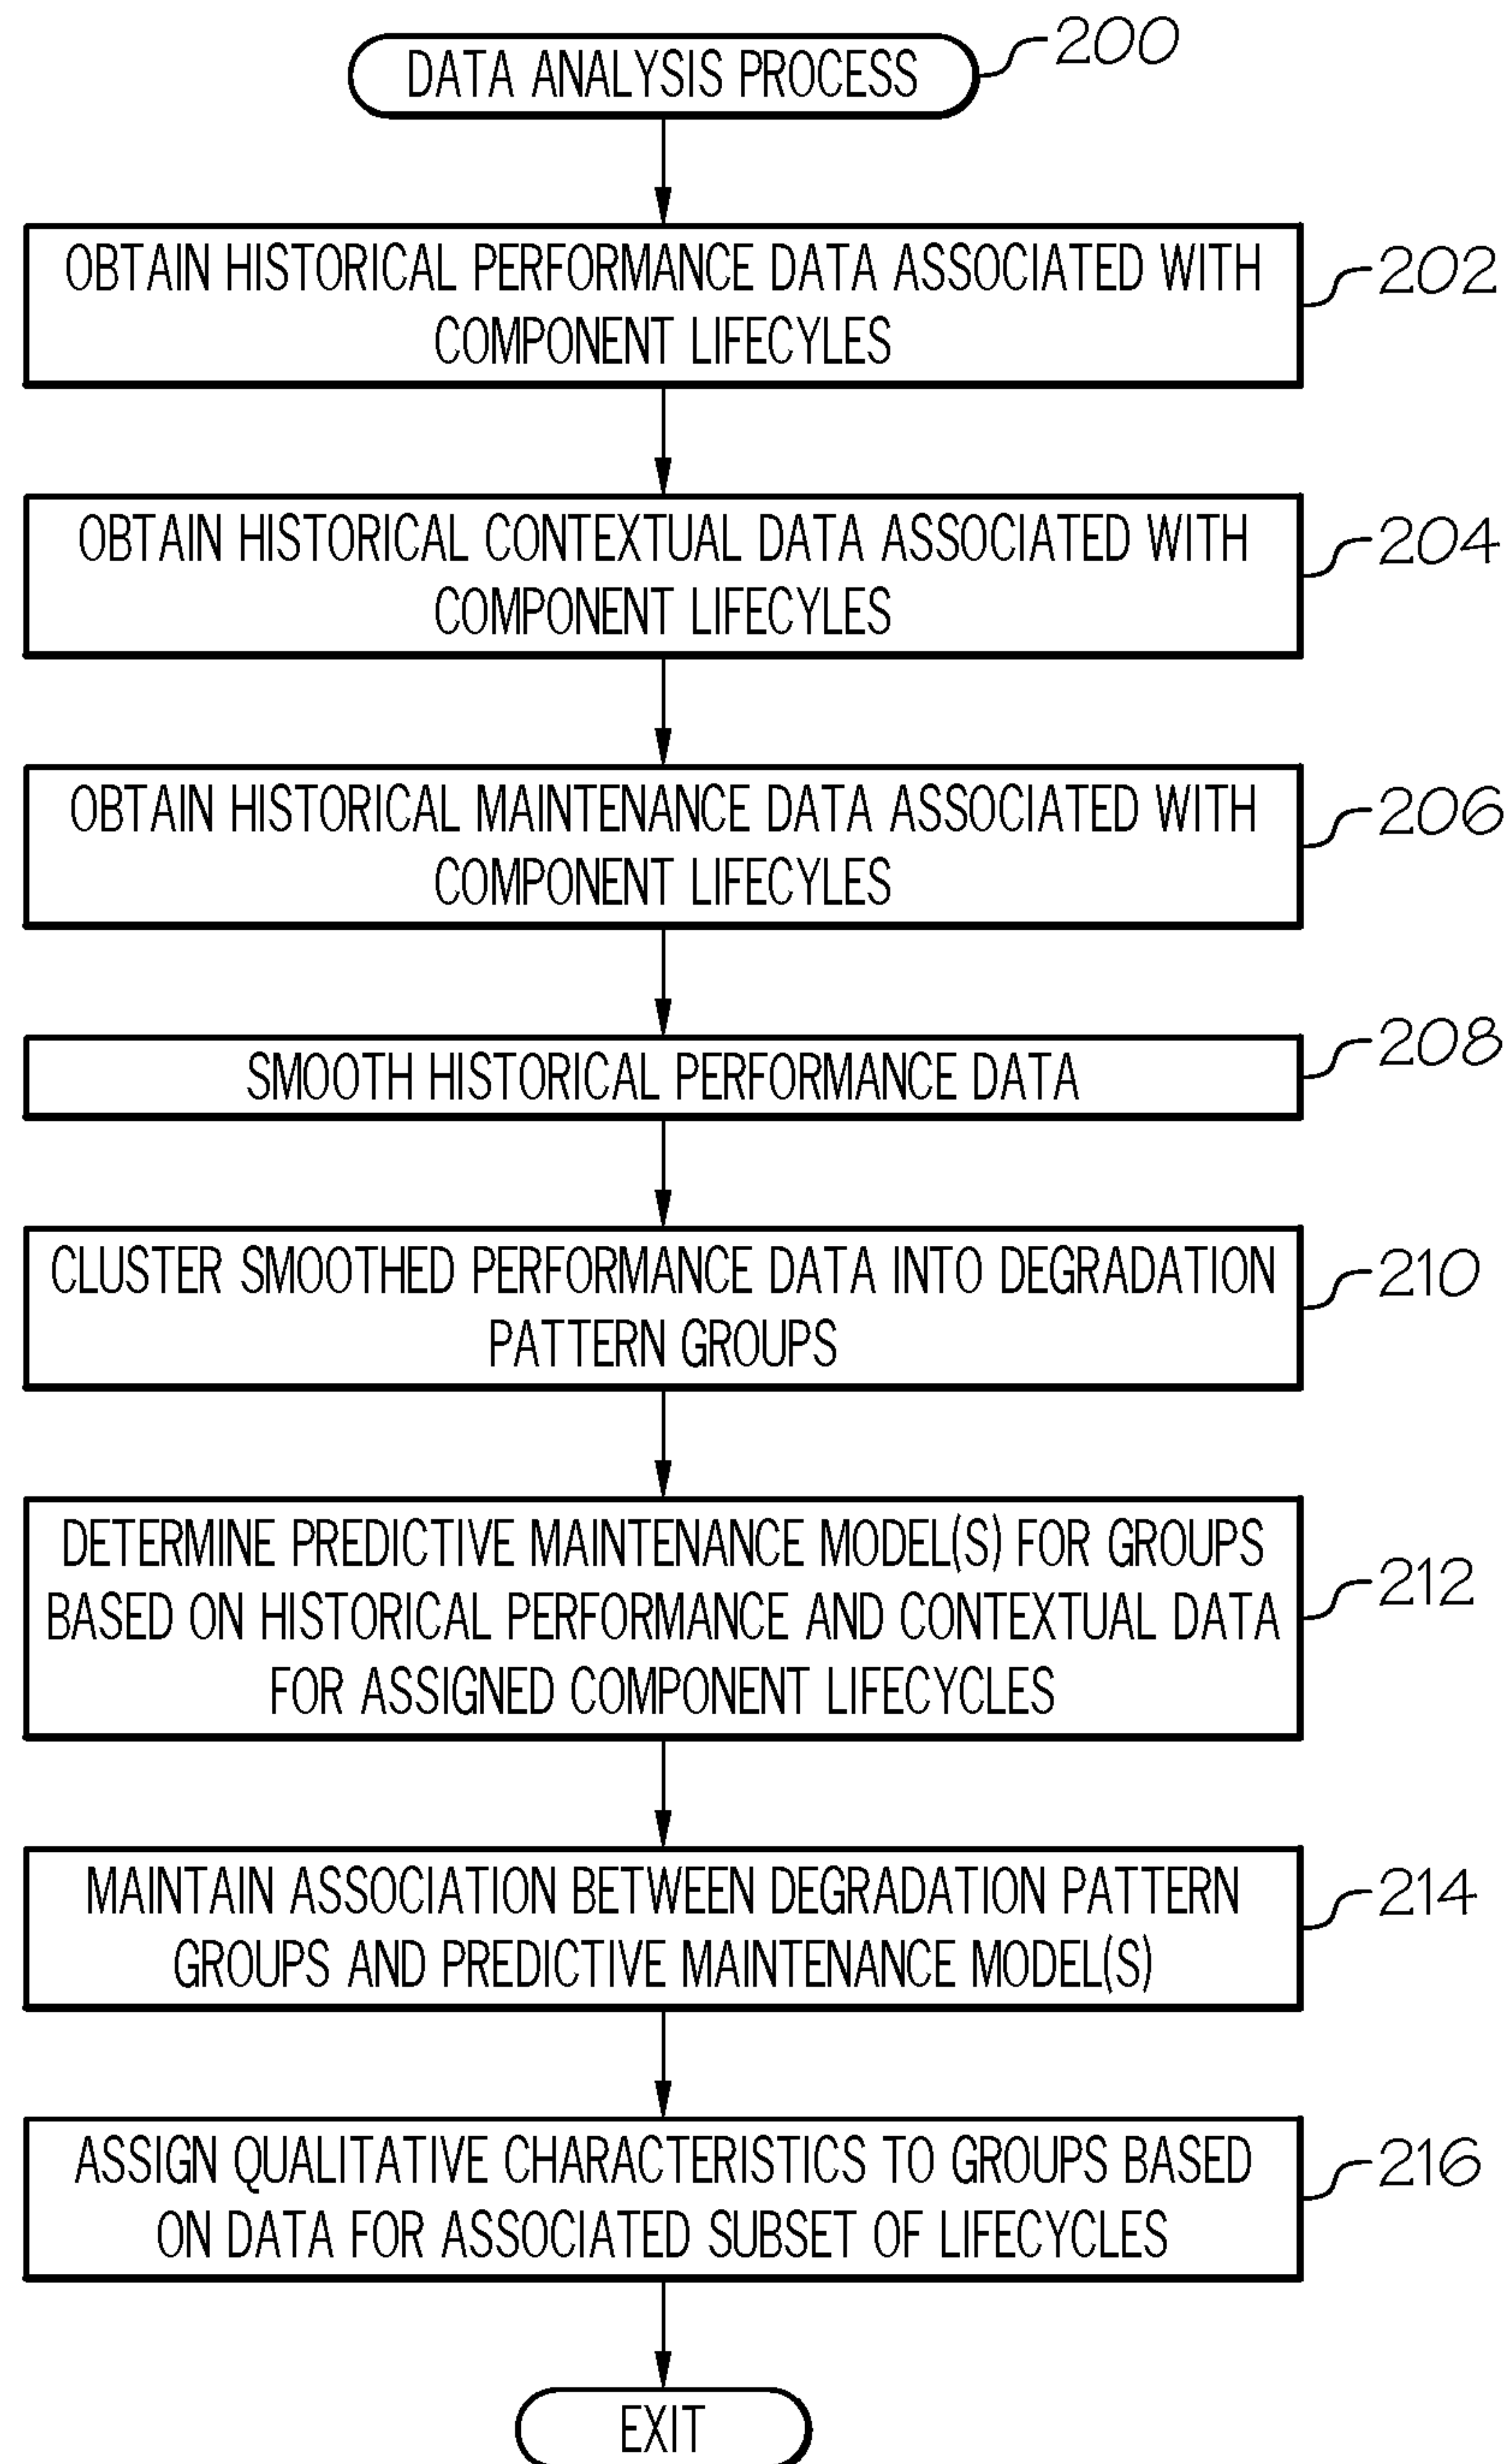 DATA ANALYSIS PROCESS
200
OBTAIN HISTORICAL PERFORMANCE DATA ASSOCIATED WITH
COMPONENT LIFECYLES
202
OBTAIN HISTORICAL CONTEXTUAL DATA ASSOCIATED WITH
COMPONENT LIFECYLES
204
OBTAIN HISTORICAL MAINTENANCE DATA ASSOCIATED WITH
COMPONENT LIFECYLES
206
SMOOTH HISTORICAL PERFORMANCE DATA
208
CLUSTER SMOOTHED PERFORMANCE DATA INTO DEGRADATION
PATTERN GROUPS
210
DETERMINE PREDICTIVE MAINTENANCE MODEL(S) FOR GROUPS
BASED ON HISTORICAL PERFORMANCE AND CONTEXTUAL DATA
FOR ASSIGNED COMPONENT LIFECYCLES
212
MAINTAIN ASSOCIATION BETWEEN DEGRADATION PATTERN
GROUPS AND PREDICTIVE MAINTENANCE MODEL(S)
214
ASSIGN QUALITATIVE CHARACTERISTICS TO GROUPS BASED
ON DATA FOR ASSOCIATED SUBSET OF LIFECYCLES
216
EXIT